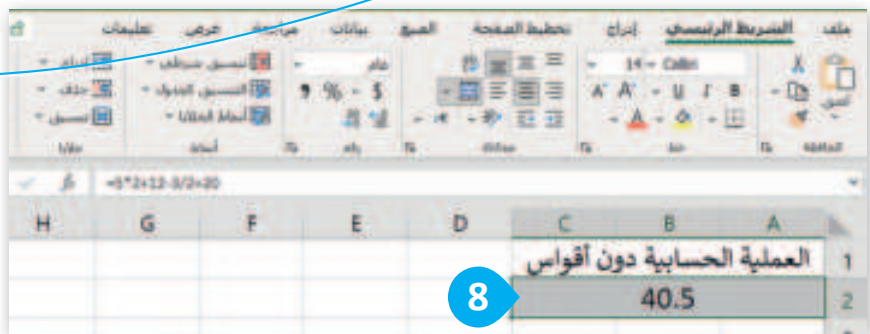 ملف الشريط الرئيسي إدراج تخطيط الصفحة الصيغ بيانات مراجعة عرض تعليمات
Calibri 14 عام إدراج
B I U $ % 9 تنسيق شرطي حذف
لصق A A التنسيق كجدول تنسيق
أنماط الخلايا
الحافظة خط محاذاة رقم أنماط خلايا
fx =5*2+12-3/2+20
A B C D E F G H
1 العملية الحسابية دون أقواس
2 40.5
8